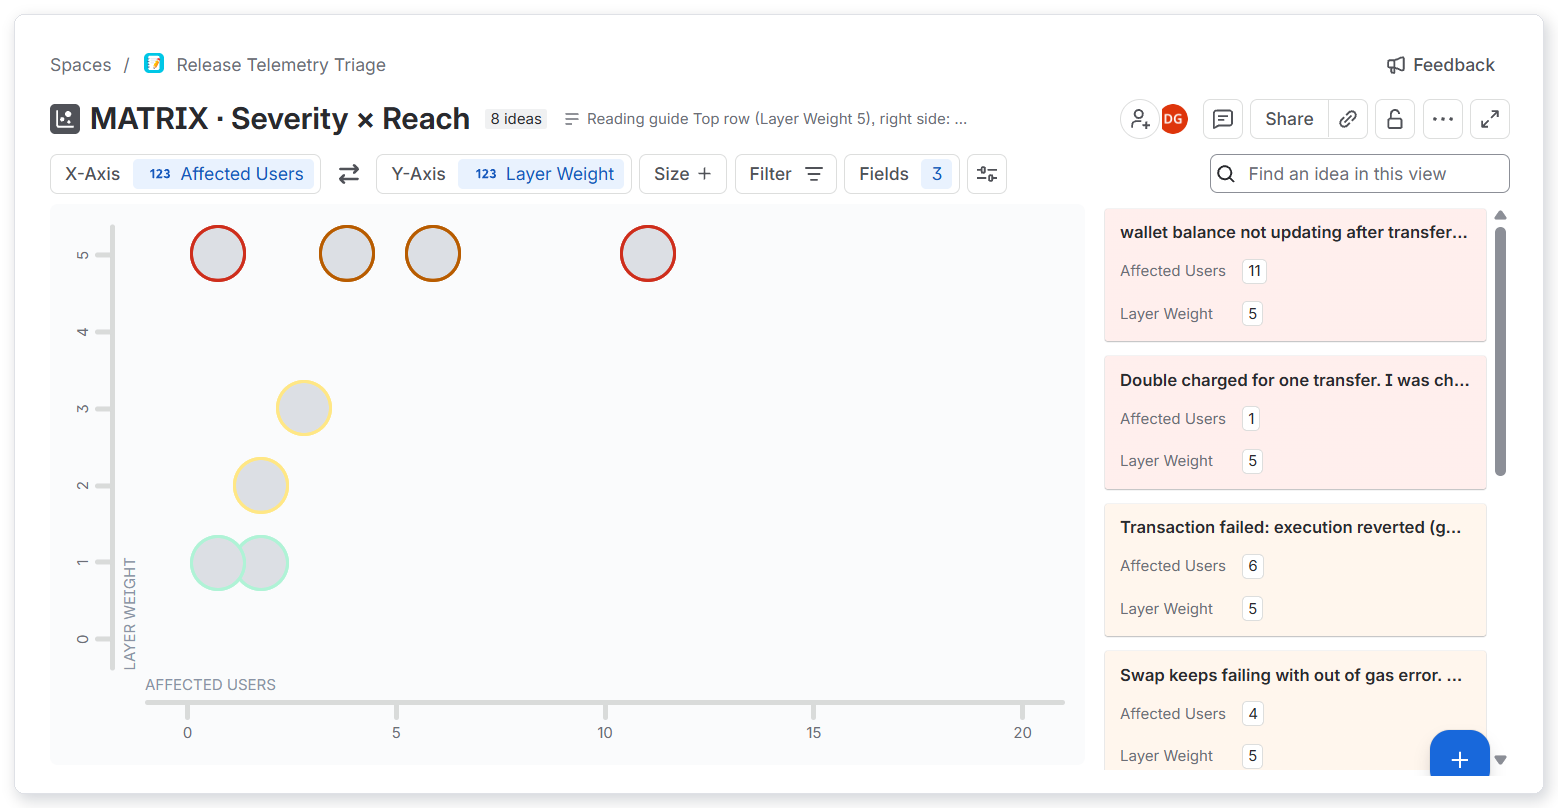 Spaces / Release Telemetry Triage
Feedback
MATRIX · Severity × Reach
8 ideas
Reading guide Top row (Layer Weight 5), right side: ...
DG
Share
X-Axis 123 Affected Users
Y-Axis 123 Layer Weight
Size +
Filter
Fields 3
Find an idea in this view
5
4
3
2
1
0
LAYER WEIGHT
AFFECTED USERS
0 5 10 15 20
wallet balance not updating after transfer...
Affected Users 11
Layer Weight 5
Double charged for one transfer. I was ch...
Affected Users 1
Layer Weight 5
Transaction failed: execution reverted (g...
Affected Users 6
Layer Weight 5
Swap keeps failing with out of gas error. ...
Affected Users 4
Layer Weight 5